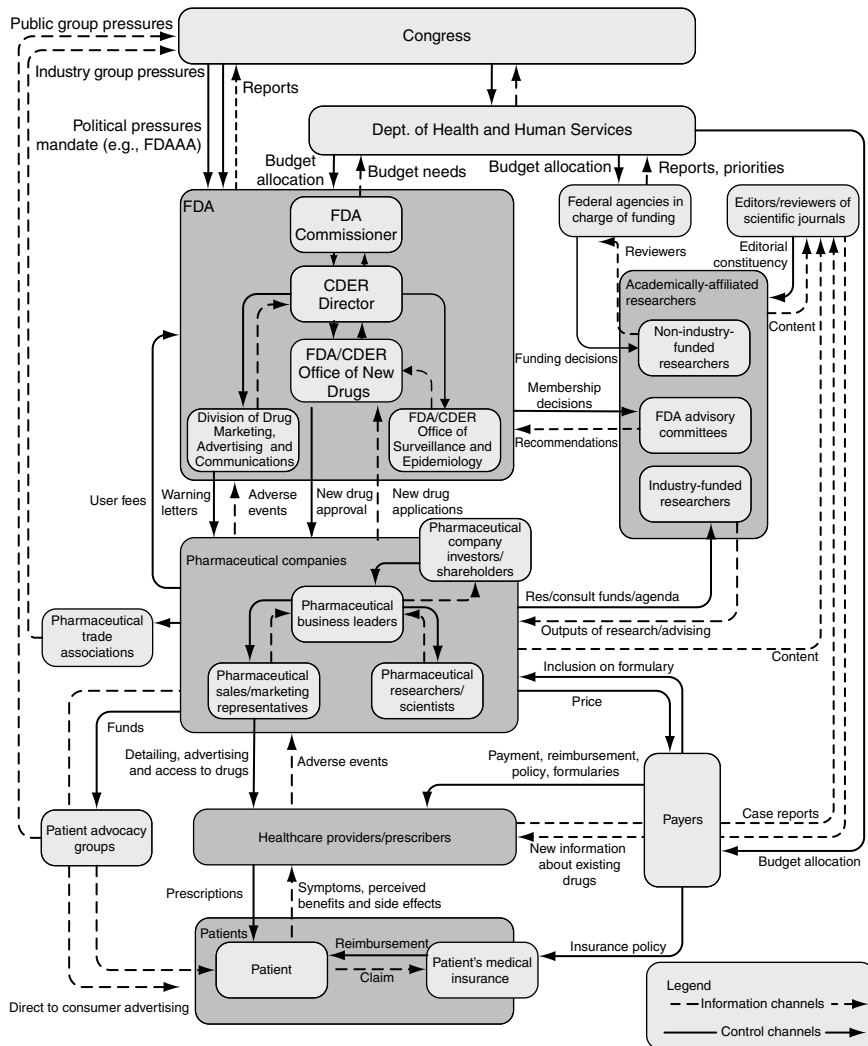 Public group pressures
Congress
Industry group pressures
Reports
Political pressures
mandate (e.g., FDAAA)
Dept. of Health and Human Services
Budget
allocation
Budget needs
Budget allocation
Reports, priorities
FDA
FDA
Commissioner
Federal agencies in
charge of funding
Editors/reviewers of
scientific journals
Reviewers
Editorial
constituency
CDER
Director
Academically-affiliated
researchers
Content
Non-industry-
funded
researchers
FDA/CDER
Office of New
Drugs
Funding decisions
Membership
decisions
Division of Drug
Marketing,
Advertising and
Communications
FDA/CDER
Office of
Surveillance and
Epidemiology
FDA advisory
committees
Recommendations
Industry-funded
researchers
User fees
Warning
letters
Adverse
events
New drug
approval
New drug
applications
Pharmaceutical
company
investors/
shareholders
Pharmaceutical companies
Pharmaceutical
business leaders
Res/consult funds/agenda
Pharmaceutical
trade
associations
Outputs of research/advising
Content
Pharmaceutical
sales/marketing
representatives
Pharmaceutical
researchers/
scientists
Inclusion on formulary
Price
Funds
Detailing, advertising
and access to drugs
Adverse events
Payment, reimbursement,
policy, formularies
Patient advocacy
groups
Healthcare providers/prescribers
Payers
Case reports
New information
about existing
drugs
Budget allocation
Prescriptions
Symptoms, perceived
benefits and side effects
Patients
Reimbursement
Insurance policy
Patient
Claim
Patient's medical
insurance
Direct to consumer advertising
Legend
Information channels
Control channels